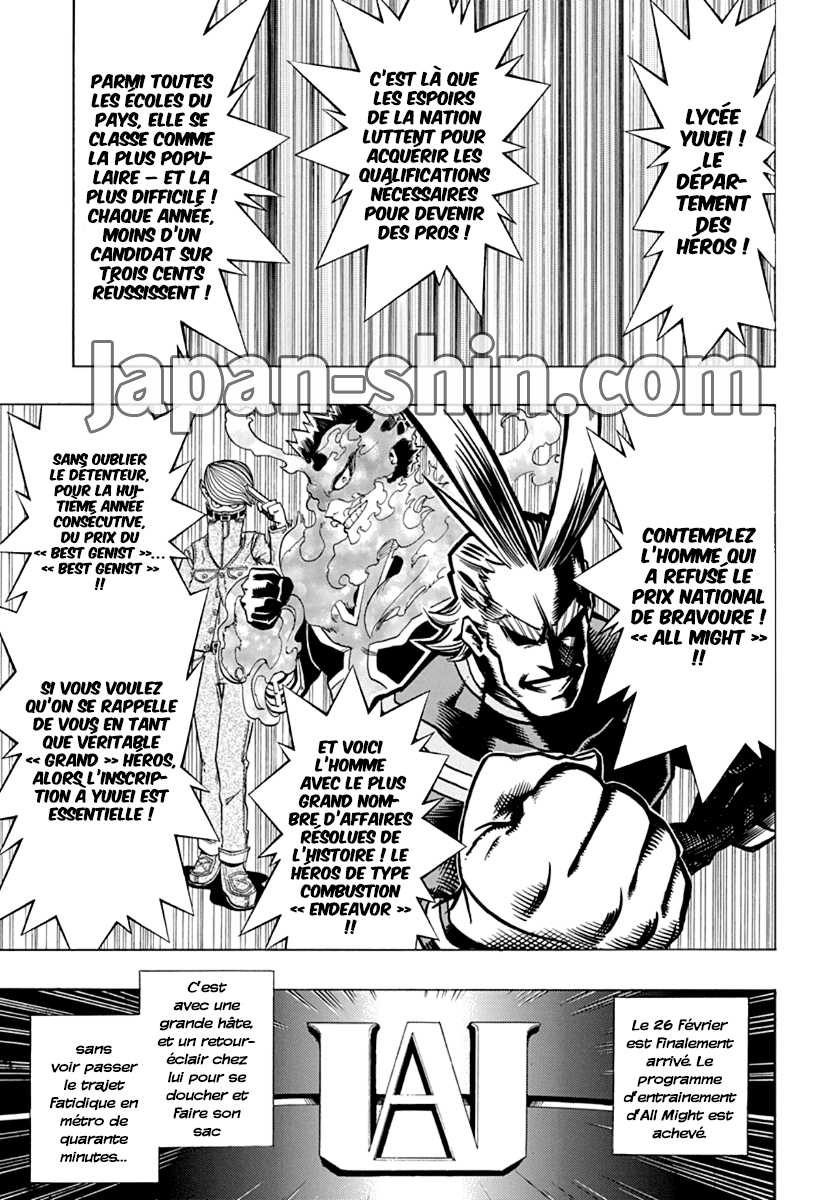 LYCÉE
YUUEI !
LE
DÉPAR-
TEMENT
DES
HÉROS !
C'EST LÀ QUE
LES ESPOIRS
DE LA NATION
LUTTENT POUR
ACQUÉRIR LES
QUALIFICATIONS
NÉCESSAIRES
POUR DEVENIR
DES PROS !
PARMI TOUTES
LES ÉCOLES DU
PAYS, ELLE SE
CLASSE COMME
LA PLUS POPU-
LAIRE – ET LA
PLUS DIFFICILE !
CHAQUE ANNÉE,
MOINS D'UN
CANDIDAT SUR
TROIS CENTS
RÉUSSISSENT !
Japan-shin.com
CONTEMPLEZ
L'HOMME QUI
A REFUSÉ LE
PRIX NATIONAL
DE BRAVOURE !
« ALL MIGHT »
!!
ET VOICI
L'HOMME
AVEC LE PLUS
GRAND NOM-
BRE D'AFFAIRES
RÉSOLUES DE
L'HISTOIRE ! LE
HÉROS DE TYPE
COMBUSTION
« ENDEAVOR »
!!
SANS OUBLIER
LE DÉTENTEUR,
POUR LA HUI-
TIÈME ANNÉE
CONSÉCUTIVE,
DU PRIX DU
« BEST GENIST »...
« BEST GENIST »
!!
SI VOUS VOULEZ
QU'ON SE RAPPELLE
DE VOUS EN TANT
QUE VÉRITABLE
« GRAND » HÉROS,
ALORS L'INSCRIP-
TION À YUUEI EST
ESSENTIELLE !
Le 26 Février
est Finalement
arrivé. Le
programme
d'entrainement
d'All Might est
achevé.
UA
C'est
avec une
grande hâte,
et un retour-
éclair chez
lui pour se
doucher et
Faire son
sac
sans
voir passer
le trajet
Fatidique en
métro de
quarante
minutes...